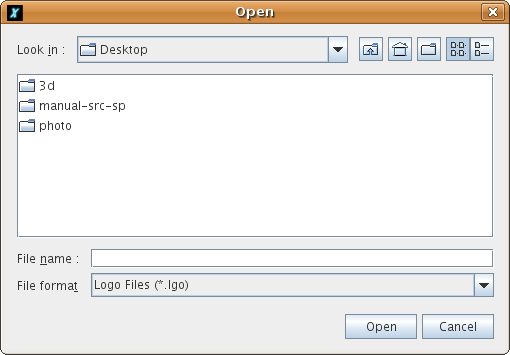 X
Open
Look in :
Desktop
3d
manual-src-sp
photo
File name :
File format
Logo Files (*.lgo)
Open
Cancel